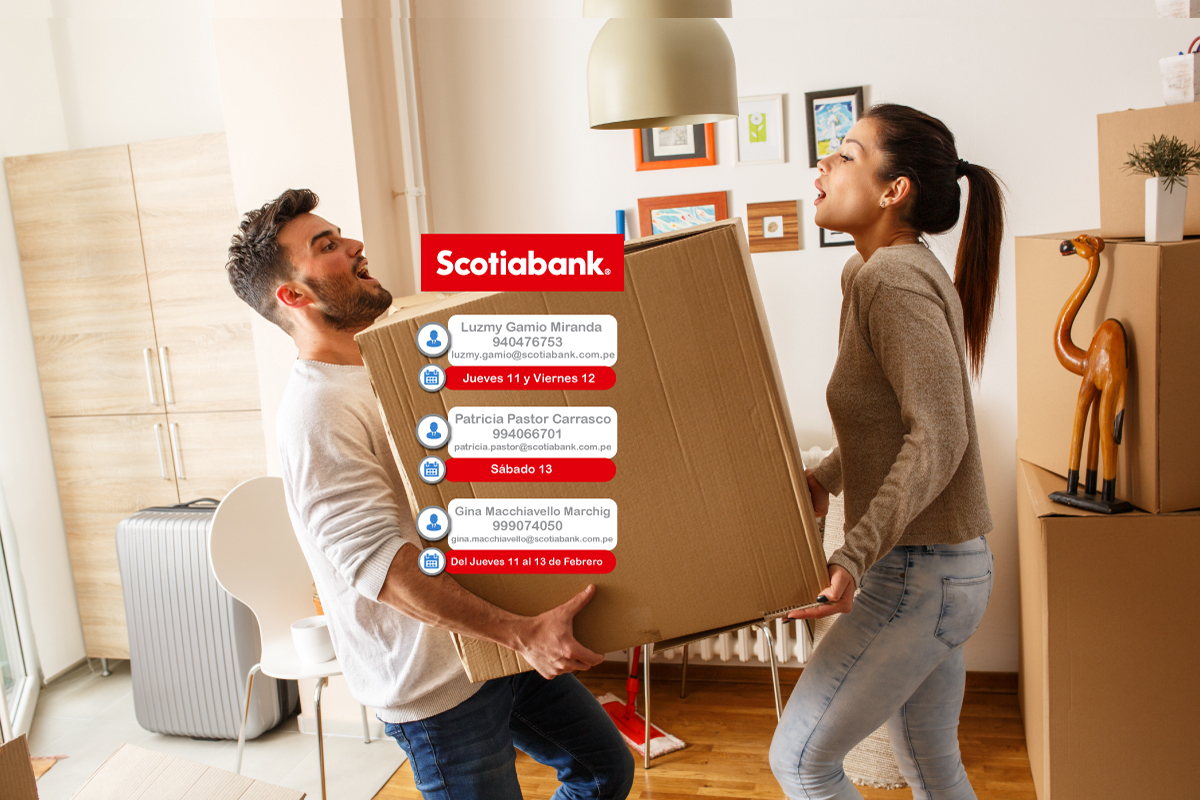 Scotiabank®
Luzmy Gamio Miranda
940476753
luzmy.gamio@scotiabank.com.pe
Jueves 11 y Viernes 12
Patricia Pastor Carrasco
994066701
patricia.pastor@scotiabank.com.pe
Sábado 13
Gina Macchiavello Marchig
999074050
gina.macchiavello@scotiabank.com.pe
Del Jueves 11 al 13 de Febrero